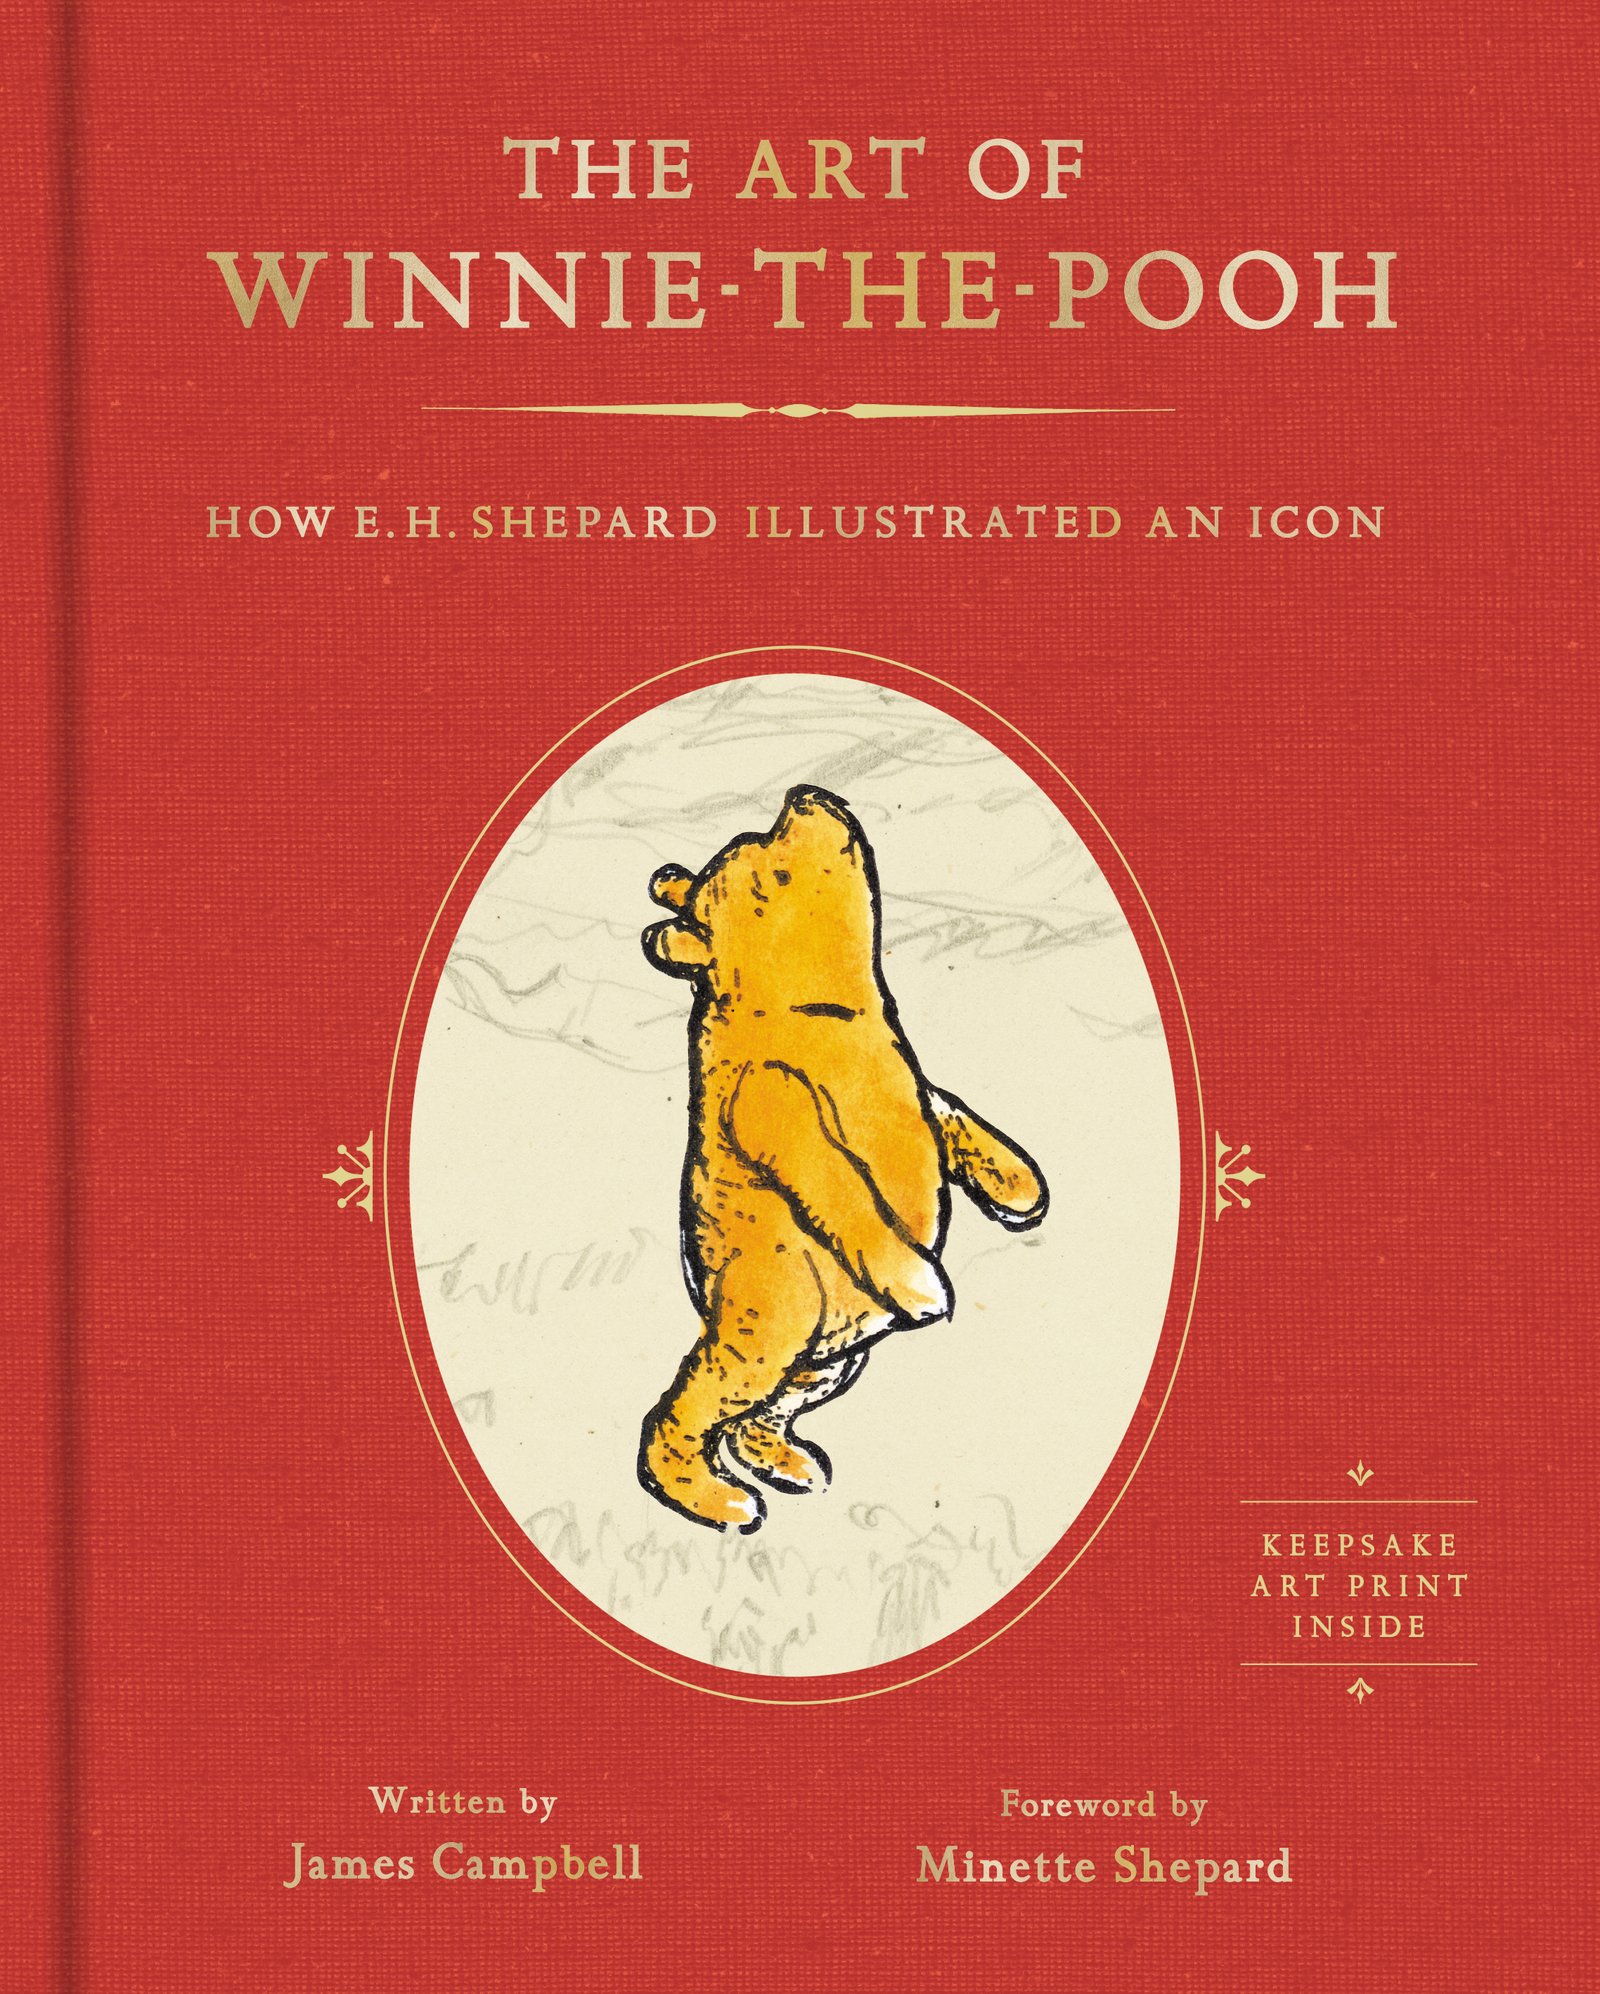 THE ART OF
WINNIE-THE-POOH
HOW E.H. SHEPARD ILLUSTRATED AN ICON
KEEPSAKE
ART PRINT
INSIDE
Written by
James Campbell
Foreword by
Minette Shepard